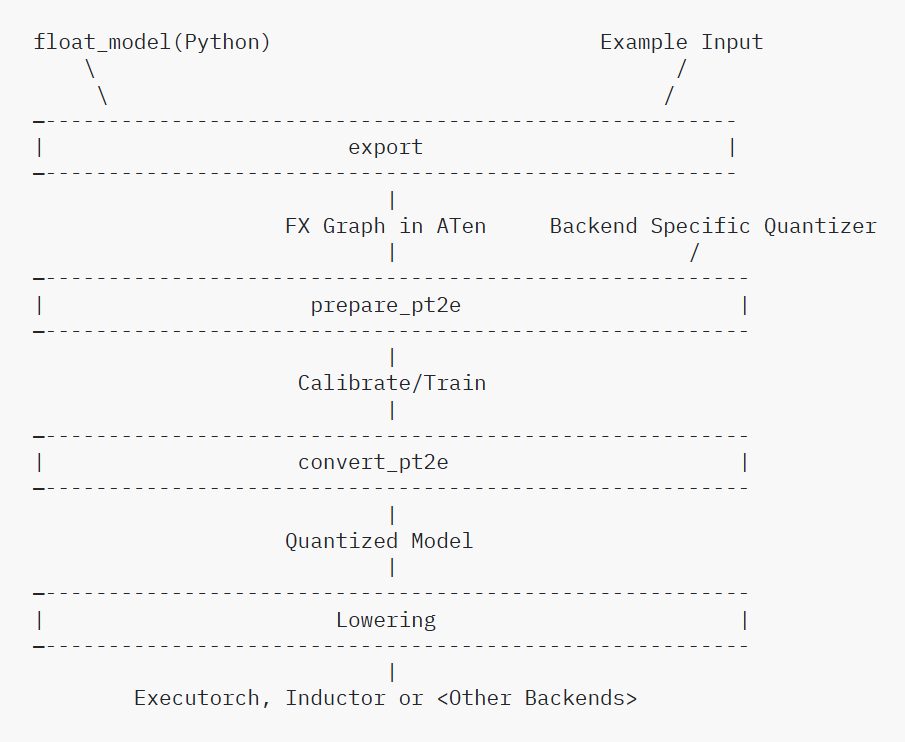 float_model(Python)                          Example Input
    \                                              /
     \                                            /
—-------------------------------------------------------
|                        export                        |
—-------------------------------------------------------
                            |
                    FX Graph in ATen     Backend Specific Quantizer
                            |                       /
—--------------------------------------------------------
|                     prepare_pt2e                      |
—--------------------------------------------------------
                            |
                     Calibrate/Train
                            |
—--------------------------------------------------------
|                    convert_pt2e                       |
—--------------------------------------------------------
                            |
                    Quantized Model
                            |
—--------------------------------------------------------
|                       Lowering                        |
—--------------------------------------------------------
                            |
        Executorch, Inductor or <Other Backends>